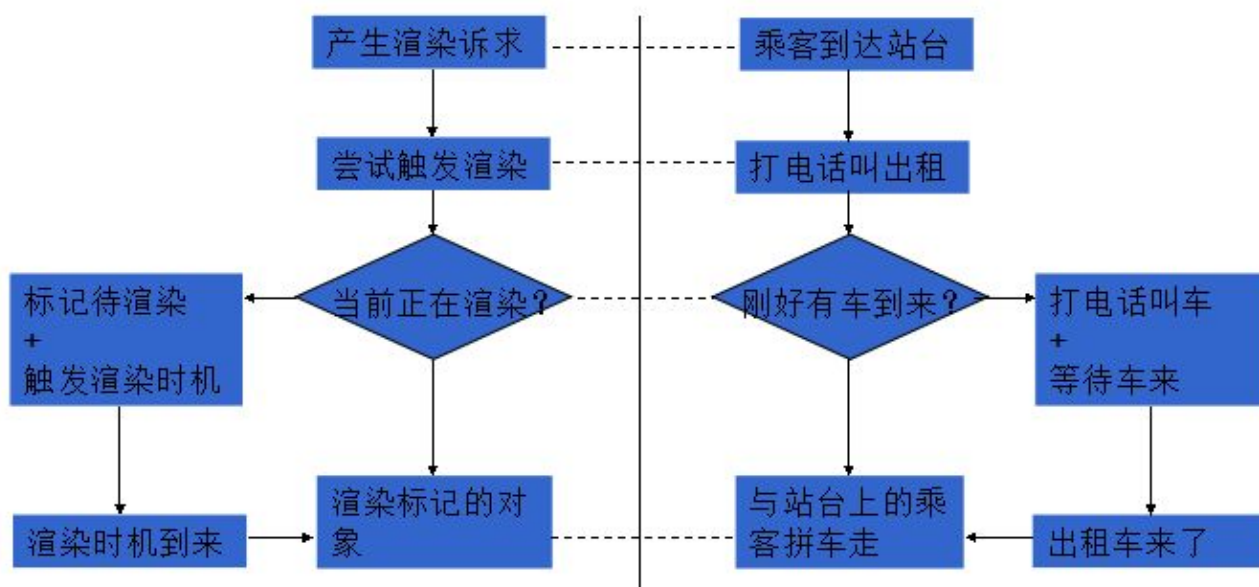 产生渲染诉求
乘客到达站台
尝试触发渲染
打电话叫出租
当前正在渲染？
刚好有车到来？
标记待渲染
+
触发渲染时机
打电话叫车
+
等待车来
渲染标记的对
象
与站台上的乘
客拼车走
渲染时机到来
出租车来了